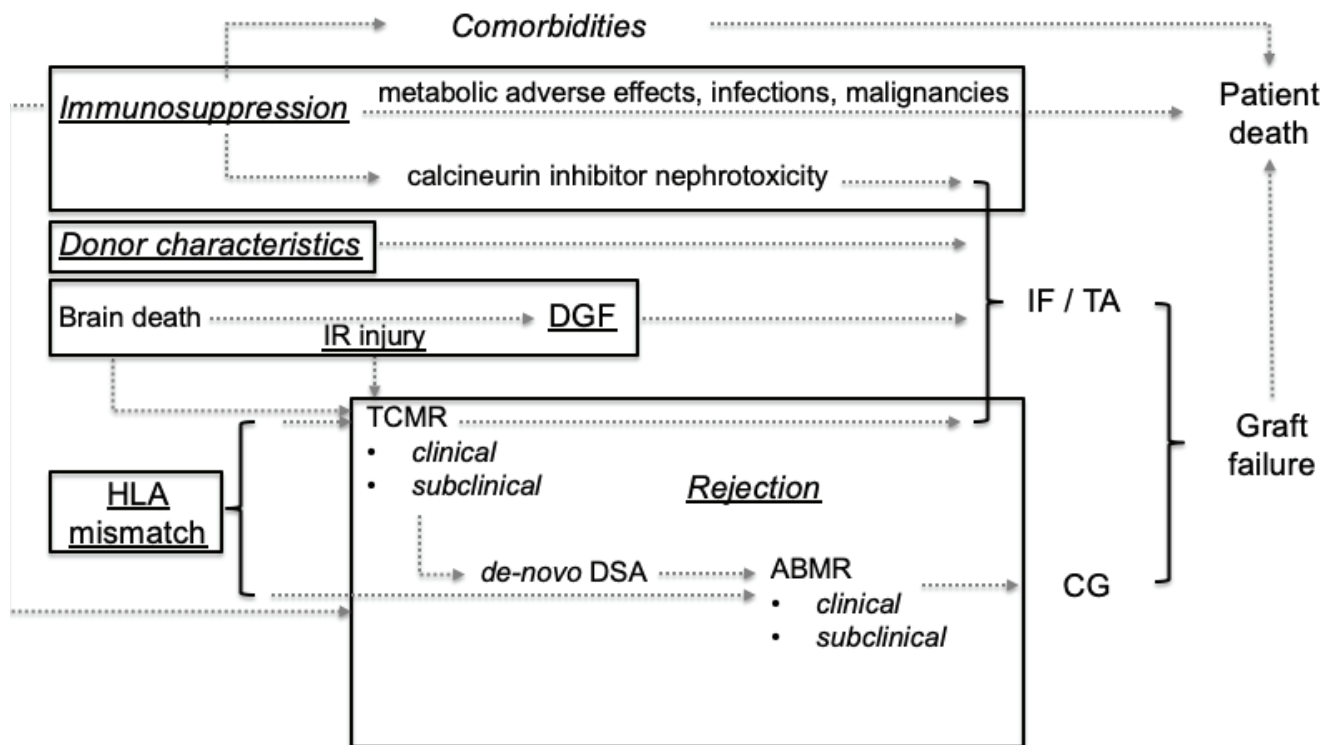 Comorbidities
Immunosuppression
metabolic adverse effects, infections, malignancies
Patient
death
calcineurin inhibitor nephrotoxicity
Donor characteristics
Brain death
DGF
IR injury
IF / TA
TCMR
• clinical
• subclinical
Rejection
HLA
mismatch
Graft
failure
de-novo DSA
ABMR
• clinical
• subclinical
CG